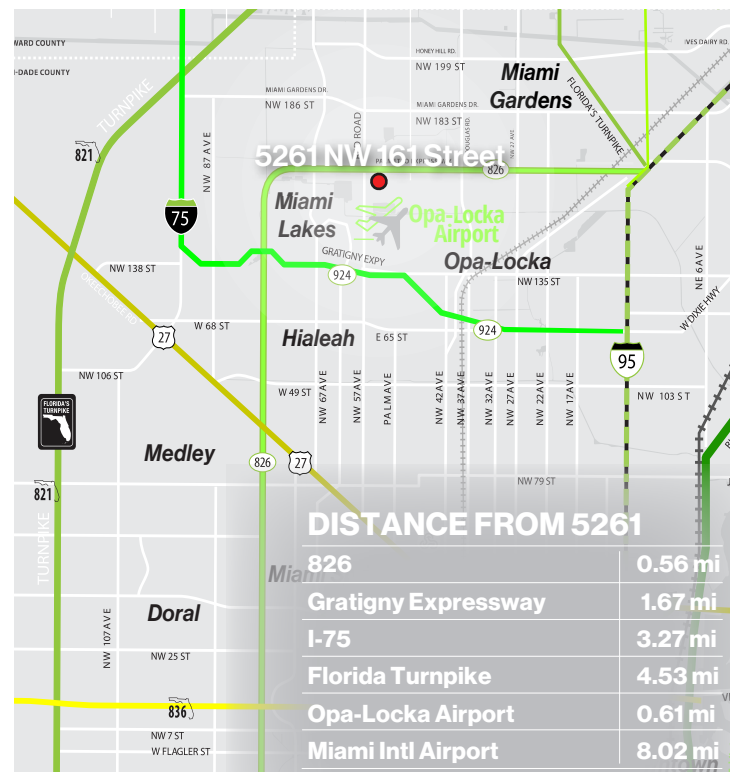 WARD COUNTY
-DADE COUNTY
HONEY HILL RD.
NW 199 ST
IVES DAIRY RD.
Miami
Gardens
MIAMI GARDENS DR.
NW 186 ST
MIAMI GARDENS DR.
NW 183 ST
FLORIDA'S TURNPIKE
TURNPIKE
821
NW 87 AVE
NW 27 AVE
5261 NW 161 Street
826
75
Miami
Lakes
Opa-Locka
Airport
GRATIGNY EXPY
924
Opa-Locka
NW 135 ST
NW 138 ST
NE 6 AVE
W DIXIE HWY
27
W 68 ST
Hialeah
E 65 ST
924
95
NW 106 ST
W 49 ST
NW 67 AVE
NW 57 AVE
PALM AVE
NW 42 AVE
NW 37 AVE
NW 32 AVE
NW 27 AVE
NW 22 AVE
NW 17 AVE
NW 103 ST
FLORIDA'S
TURNPIKE
Medley
826
27
NW 79 ST
821
TURNPIKE
DISTANCE FROM 5261
826 0.56 mi
Gratigny Expressway 1.67 mi
I-75 3.27 mi
Florida Turnpike 4.53 mi
Opa-Locka Airport 0.61 mi
Miami Intl Airport 8.02 mi
Doral
NW 107 AVE
NW 25 ST
836
NW 7 ST
W FLAGLER ST